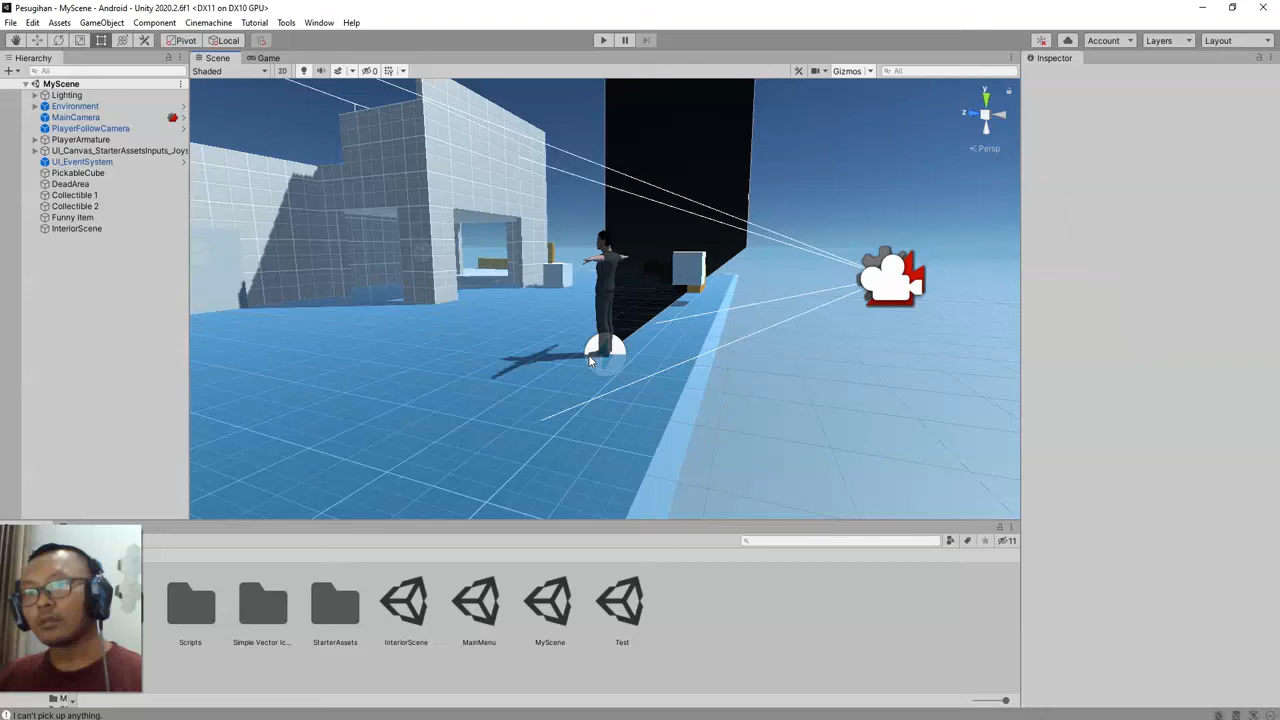 Pesugihan - MyScene - Android - Unity 2020.2.6f1 <DX11 on DX10 GPU>
File Edit Assets GameObject Component Cinemachine Tutorial Tools Window Help
Pivot Local Account Layers Layout
Hierarchy
All
MyScene
Lighting
Environment
MainCamera
PlayerFollowCamera
PlayerArmature
UI_Canvas_StarterAssetsInputs_Joys
UI_EventSystem
PickableCube
DeadArea
Collectible 1
Collectible 2
Funny Item
InteriorScene
Scene Game
Shaded 2D 0 Gizmos All
y
z
Persp
Inspector
11
Scripts Simple Vector Ic... StarterAssets InteriorScene MainMenu MyScene Test
M
I can't pick up anything.